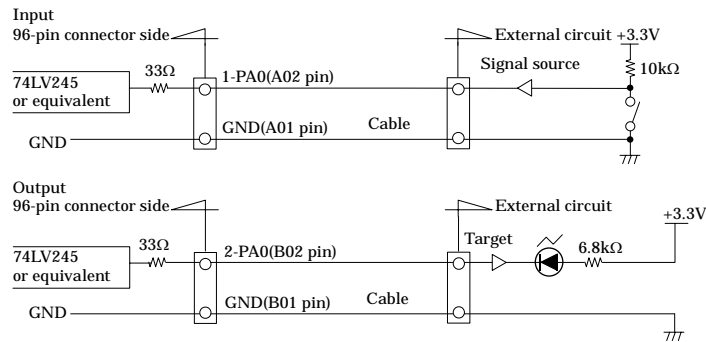 Input
96-pin connector side
External circuit
+3.3V
33Ω
1-PA0(A02 pin)
Signal source
10kΩ
74LV245
or equivalent
GND
GND(A01 pin)
Cable
Output
96-pin connector side
External circuit
+3.3V
33Ω
2-PA0(B02 pin)
Target
6.8kΩ
74LV245
or equivalent
GND
GND(B01 pin)
Cable